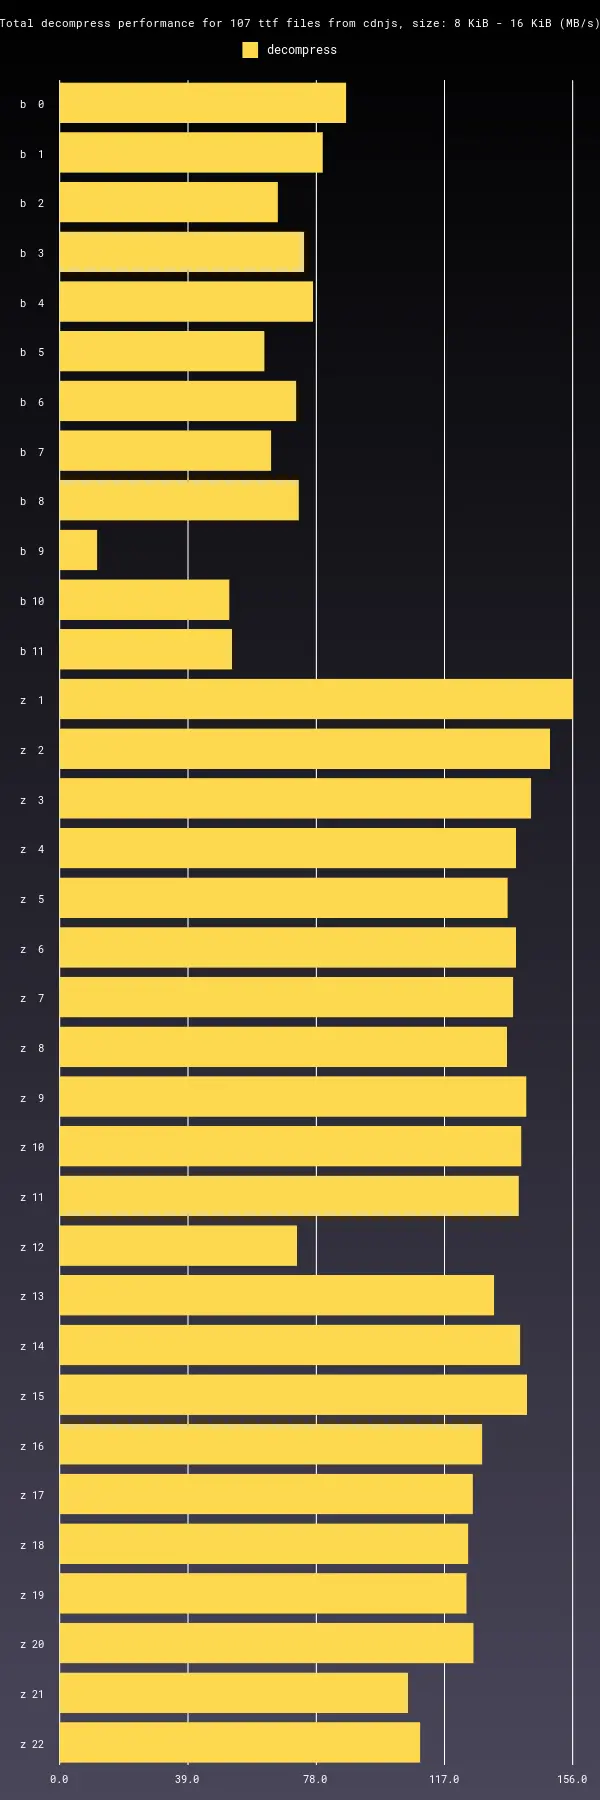 Total decompress performance for 107 ttf files from cdnjs, size: 8 KiB - 16 KiB (MB/s)
decompress
b 0
b 1
b 2
b 3
b 4
b 5
b 6
b 7
b 8
b 9
b 10
b 11
z 1
z 2
z 3
z 4
z 5
z 6
z 7
z 8
z 9
z 10
z 11
z 12
z 13
z 14
z 15
z 16
z 17
z 18
z 19
z 20
z 21
z 22
0.0 39.0 78.0 117.0 156.0